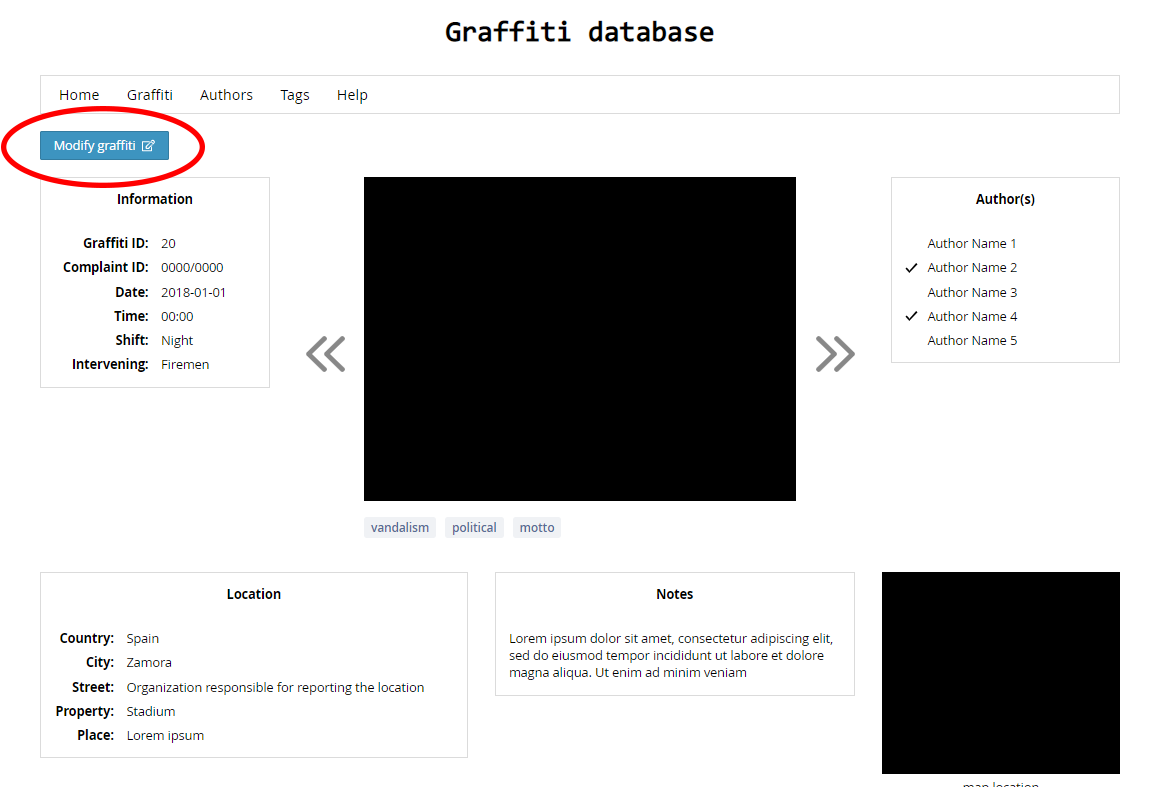 Graffiti database
Home Graffiti Authors Tags Help
Modify graffiti
Information
Graffiti ID: 20
Complaint ID: 0000/0000
Date: 2018-01-01
Time: 00:00
Shift: Night
Intervening: Firemen
Author(s)
Author Name 1
Author Name 2
Author Name 3
Author Name 4
Author Name 5
vandalism political motto
Location
Country: Spain
City: Zamora
Street: Organization responsible for reporting the location
Property: Stadium
Place: Lorem ipsum
Notes
Lorem ipsum dolor sit amet, consectetur adipiscing elit,
sed do eiusmod tempor incididunt ut labore et dolore
magna aliqua. Ut enim ad minim veniam
map location